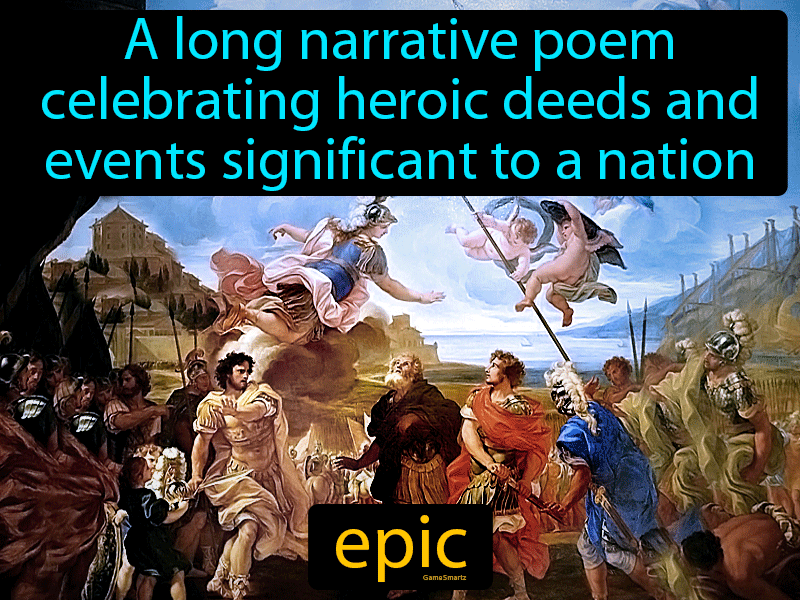 A long narrative poem
celebrating heroic deeds and
events significant to a nation
epic
GameSmartz